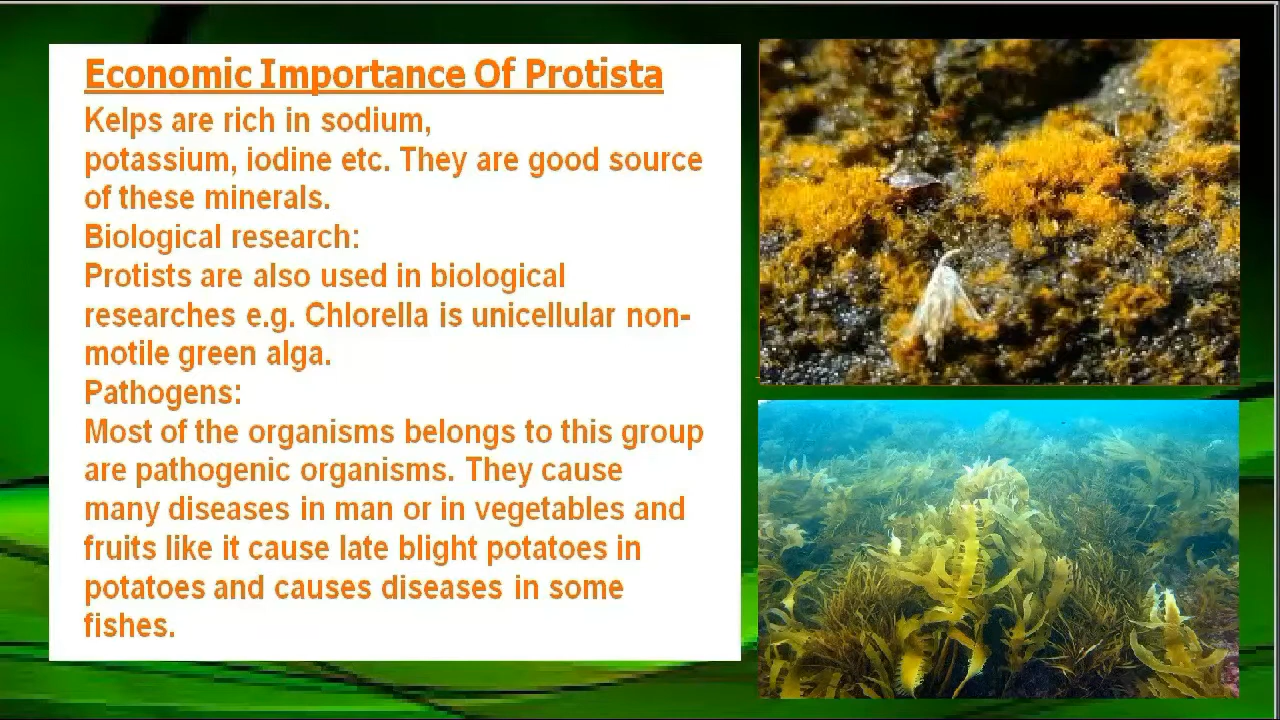 Economic Importance Of Protista
Kelps are rich in sodium,
potassium, iodine etc. They are good source
of these minerals.
Biological research:
Protists are also used in biological
researches e.g. Chlorella is unicellular non-
motile green alga.
Pathogens:
Most of the organisms belongs to this group
are pathogenic organisms. They cause
many diseases in man or in vegetables and
fruits like it cause late blight potatoes in
potatoes and causes diseases in some
fishes.